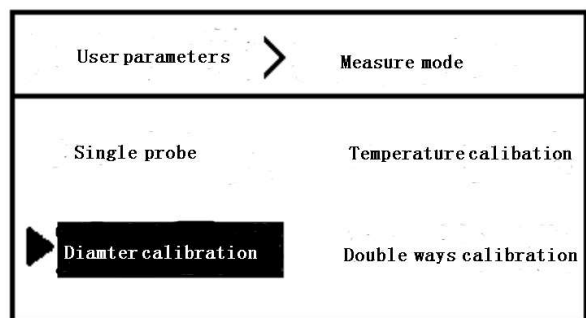 User parameters > Measure mode
Single probe Temperature calibation
Diamter calibration Double ways calibration